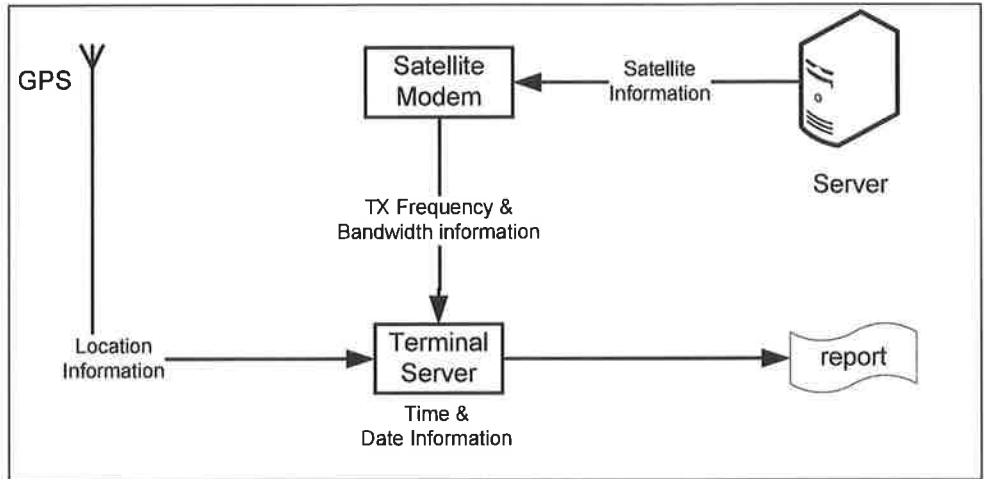 GPS
Satellite
Modem
Satellite
Information
Server
TX Frequency &
Bandwidth information
Location
Information
Terminal
Server
report
Time &
Date Information